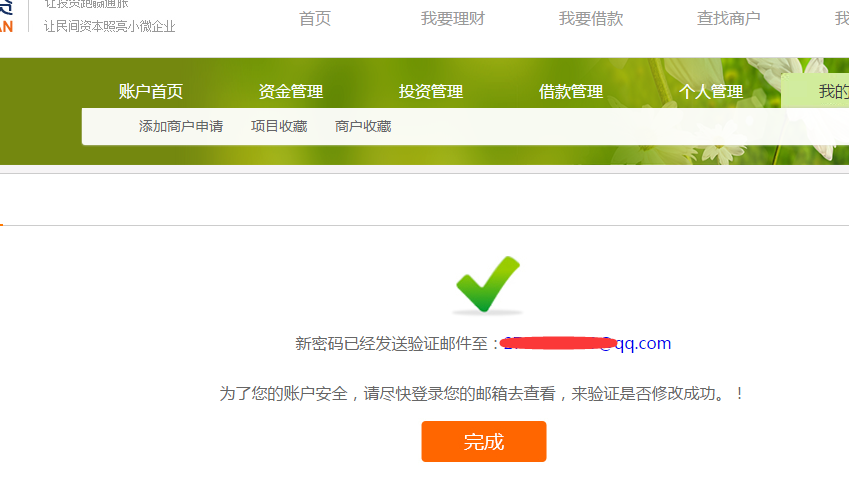 让投资跑赢通胀
让民间资本照亮小微企业
首页 我要理财 我要借款 查找商户 我
账户首页 资金管理 投资管理 借款管理 个人管理 我的
添加商户申请 项目收藏 商户收藏
新密码已经发送验证邮件至：@qq.com
为了您的账户安全，请尽快登录您的邮箱去查看，来验证是否修改成功。！
完成